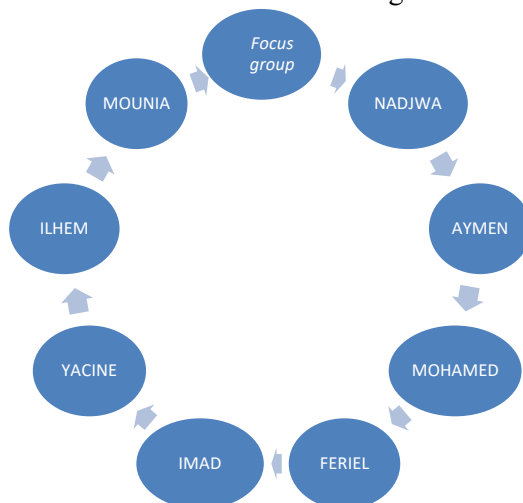 Focus
group
NADJWA
AYMEN
MOHAMED
FERIEL
IMAD
YACINE
ILHEM
MOUNIA